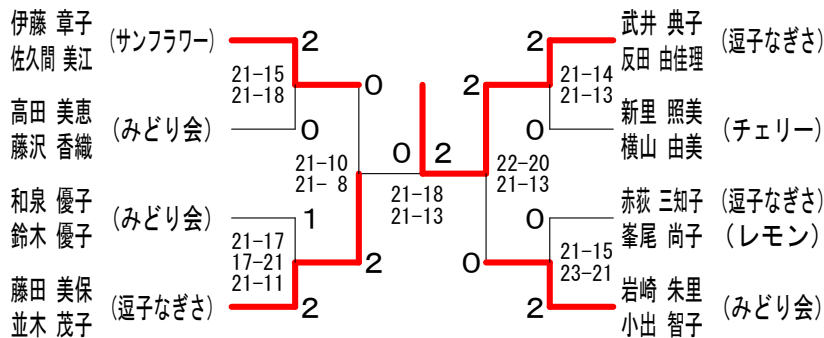 伊藤 章子
佐久間 美江
(サンフラワー)
2
21-15
21-18
0
高田 美恵
藤沢 香織
(みどり会)
0
21-10
21- 8
和泉 優子
鈴木 優子
(みどり会)
1
21-17
17-21
21-11
2
藤田 美保
並木 茂子
(逗子なぎさ)
2
0
2
21-18
21-13
武井 典子
反田 由佳理
(逗子なぎさ)
2
2
21-14
21-13
新里 照美
横山 由美
(チェリー)
0
22-20
21-13
赤荻 三知子
(逗子なぎさ)
峯尾 尚子
(レモン)
0
21-15
23-21
0
岩崎 朱里
小出 智子
(みどり会)
2